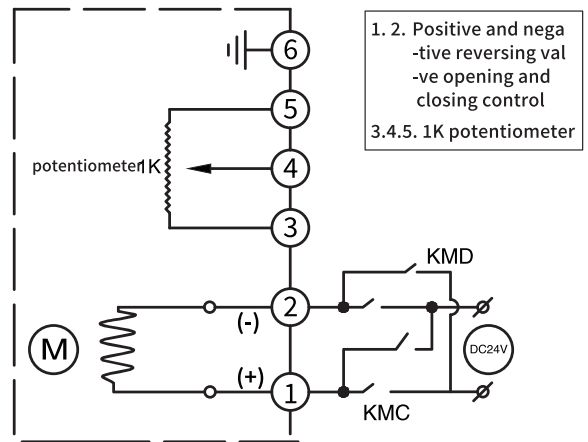 6
1. 2. Positive and nega
-tive reversing val
-ve opening and
closing control
3.4.5. 1K potentiometer
5
potentiometer1K
4
3
KMD
2
(-)
M
DC24V
(+)
1
KMC